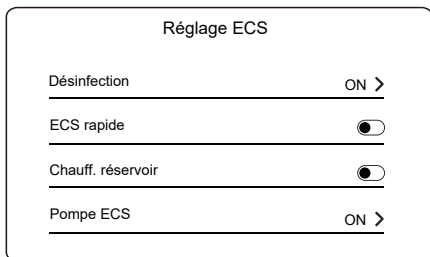 Réglage ECS
Désinfection ON
ECS rapide
Chauff. réservoir
Pompe ECS ON